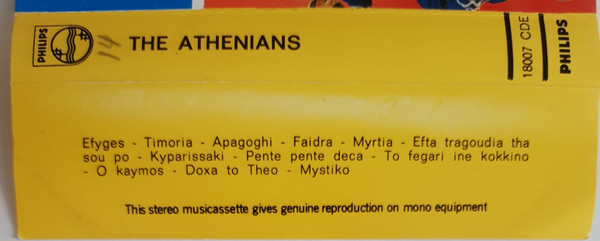 PHILIPS
14
THE ATHENIANS
18007 CDE
PHILIPS
Efyges - Timoria - Apagoghi - Faidra - Myrtia - Efta tragoudia tha
sou po - Kyparissaki - Pente pente deca - To fegari ine kokkino
- O kaymos - Doxa to Theo - Mystiko
This stereo musicassette gives genuine reproduction on mono equipment